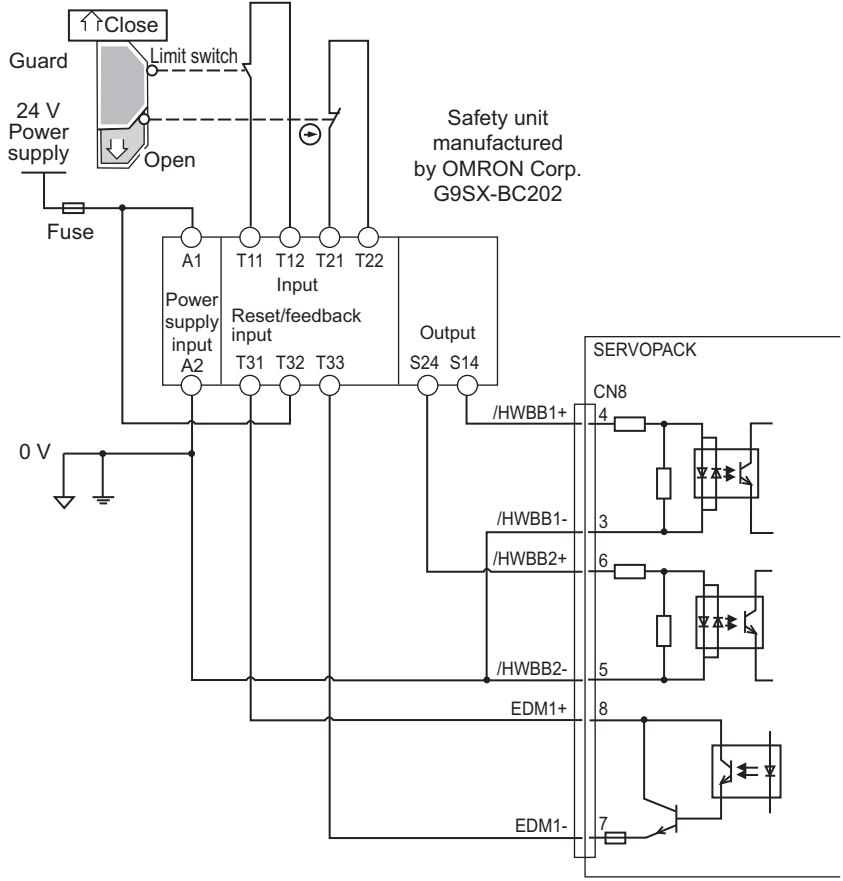 Close
Guard
Limit switch
24 V
Power
supply
Open
Fuse
Safety unit
manufactured
by OMRON Corp.
G9SX-BC202
A1
T11
T12
T21
T22
Input
Power
supply
input
A2
Reset/feedback
input
T31
T32
T33
Output
S24
S14
0 V
SERVOPACK
CN8
/HWBB1+
4
/HWBB1-
3
/HWBB2+
6
/HWBB2-
5
EDM1+
8
EDM1-
7